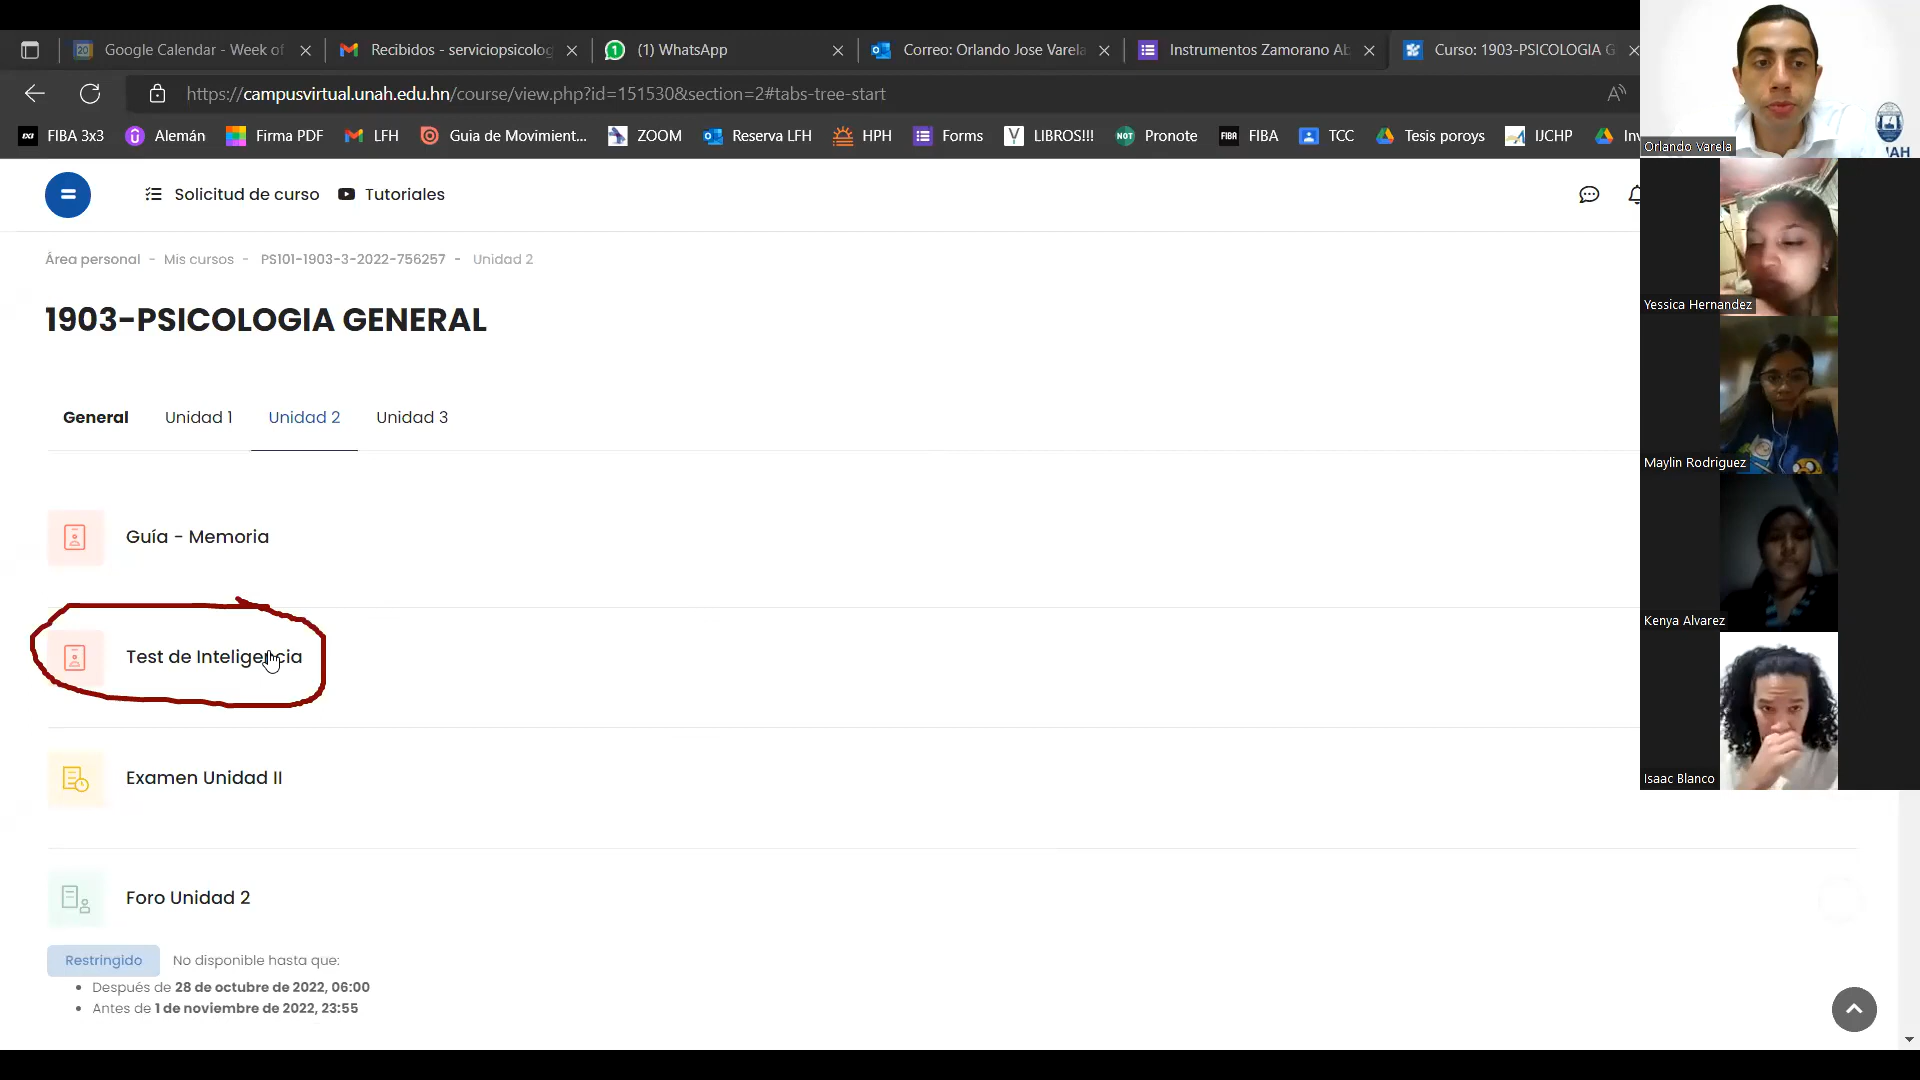 Google Calendar - Week of
Recibidos - serviciopsicolog
(1) WhatsApp
Correo: Orlando Jose Varela
Instrumentos Zamorano Ab
Curso: 1903-PSICOLOGIA G
https://campusvirtual.unah.edu.hn/course/view.php?id=151530&section=2#tabs-tree-start
FIBA 3x3
Alemán
Firma PDF
LFH
Guia de Movimient...
ZOOM
Reserva LFH
HPH
Forms
LIBROS!!!
Pronote
FIBA
TCC
Tesis poroys
IJCHP
Solicitud de curso
Tutoriales
Área personal - Mis cursos - PS101-1903-3-2022-756257 - Unidad 2
1903-PSICOLOGIA GENERAL
General
Unidad 1
Unidad 2
Unidad 3
Guía - Memoria
Test de Inteligencia
Examen Unidad II
Foro Unidad 2
Restringido No disponible hasta que:
Después de 28 de octubre de 2022, 06:00
Antes de 1 de noviembre de 2022, 23:55
Orlando Varela
Yessica Hernandez
Maylin Rodriguez
Kenya Alvarez
Isaac Blanco